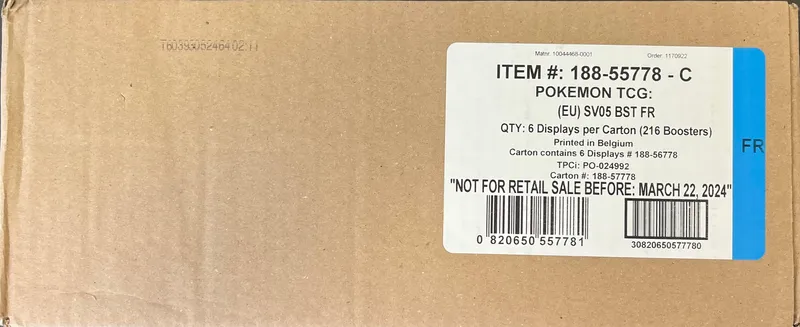 T60393052464 02 11
Matnr: 10044468-0001 Order: 1170922
ITEM #: 188-55778 - C
POKEMON TCG:
(EU) SV05 BST FR
QTY: 6 Displays per Carton (216 Boosters)
Printed in Belgium
Carton contains 6 Displays # 188-56778
TPCi: PO-024992
Carton #: 188-57778
"NOT FOR RETAIL SALE BEFORE: MARCH 22, 2024"
FR
0 820650 557781
30820650577780